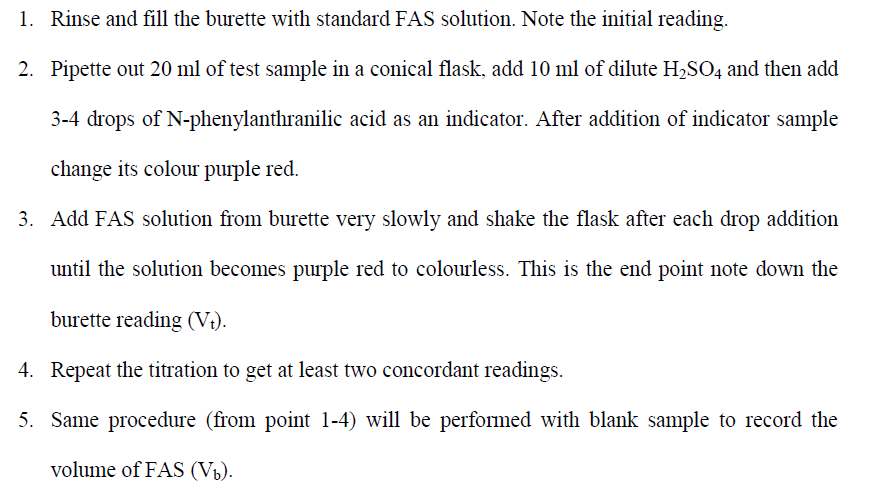 1. Rinse and fill the burette with standard FAS solution. Note the initial reading.
2. Pipette out 20 ml of test sample in a conical flask, add 10 ml of dilute H₂SO₄ and then add
3-4 drops of N-phenylanthranilic acid as an indicator. After addition of indicator sample
change its colour purple red.
3. Add FAS solution from burette very slowly and shake the flask after each drop addition
until the solution becomes purple red to colourless. This is the end point note down the
burette reading (Vₜ).
4. Repeat the titration to get at least two concordant readings.
5. Same procedure (from point 1-4) will be performed with blank sample to record the
volume of FAS (V_b).